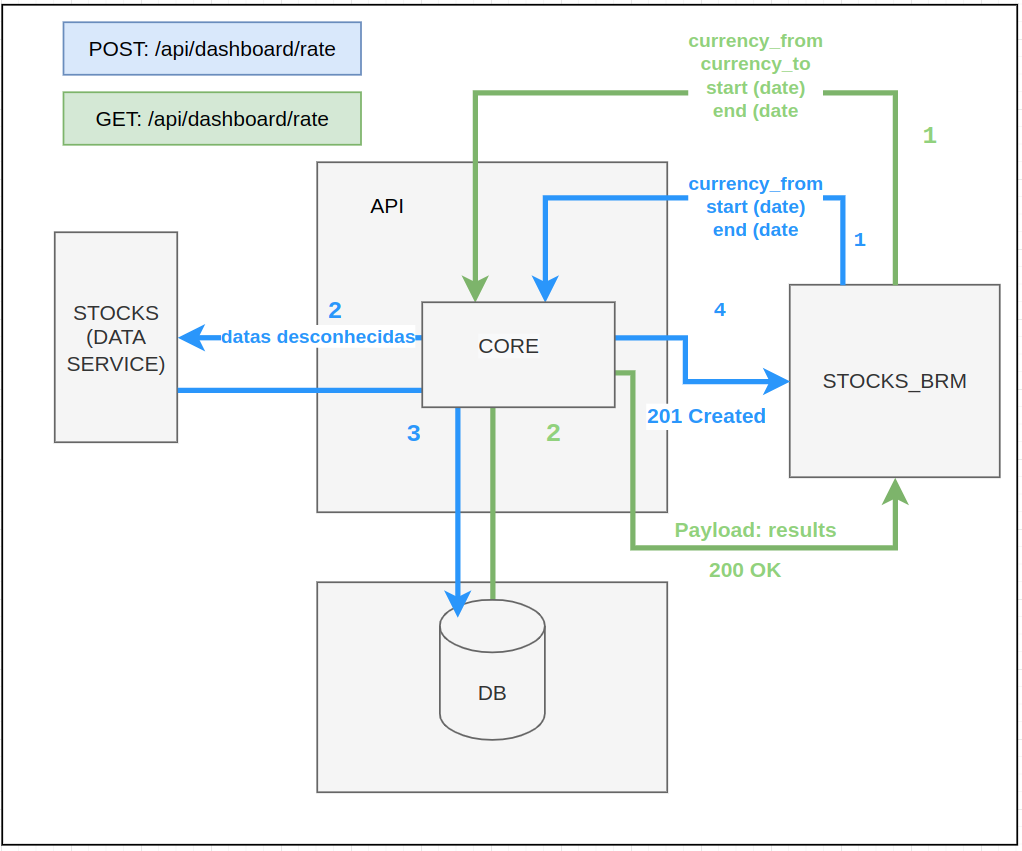 POST: /api/dashboard/rate
GET: /api/dashboard/rate
currency_from
currency_to
start (date)
end (date
1
API
currency_from
start (date)
end (date
1
STOCKS
(DATA
SERVICE)
2
datas desconhecidas
CORE
4
STOCKS_BRM
201 Created
3
2
Payload: results
200 OK
DB